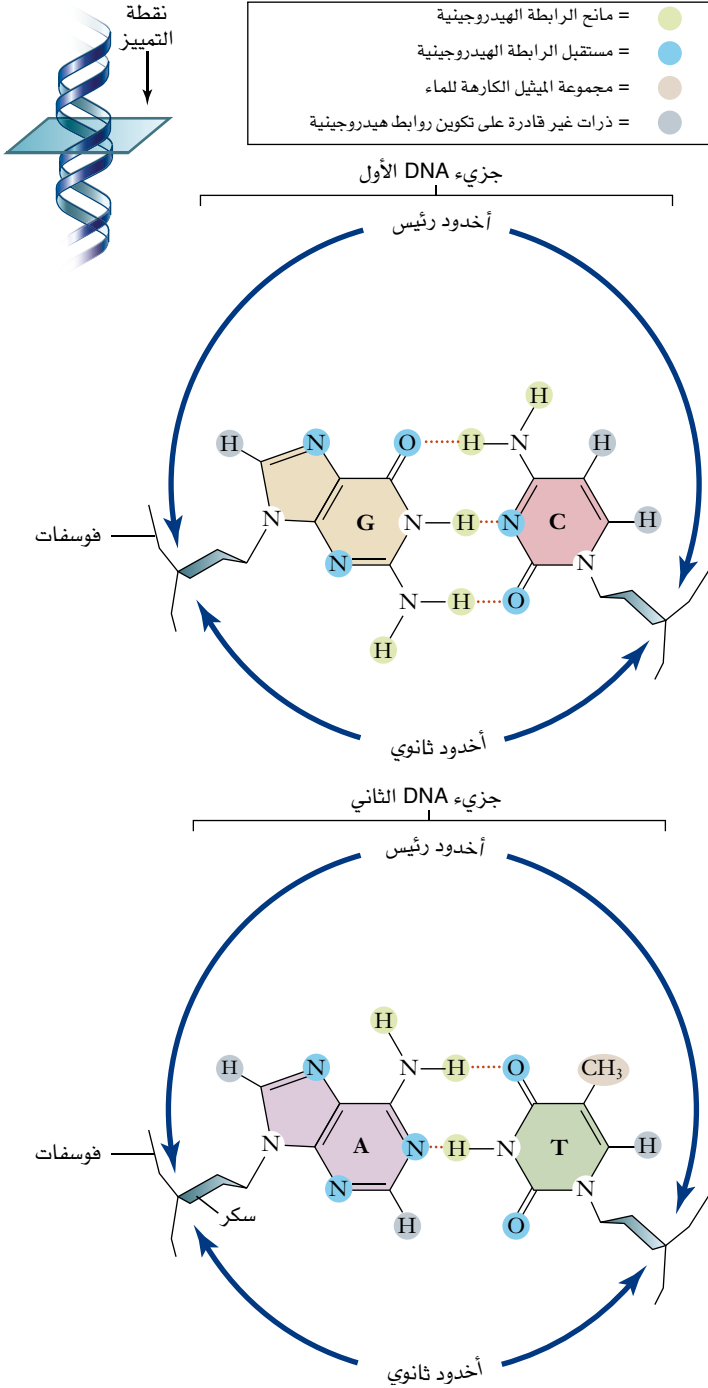 نقطة
التمييز
= مانح الرابطة الهيدروجينية
= مستقبل الرابطة الهيدروجينية
= مجموعة الميثيل الكارهة للماء
= ذرات غير قادرة على تكوين روابط هيدروجينية
جزيء DNA الأول
أخدود رئيس
H
H N O H N H
G N H N C H
N
N
N H O N
H
فوسفات
أخدود ثانوي
جزيء DNA الثاني
أخدود رئيس
H
H N N H O CH₃
N A N H N T H
N N
H O
فوسفات
سكر
أخدود ثانوي